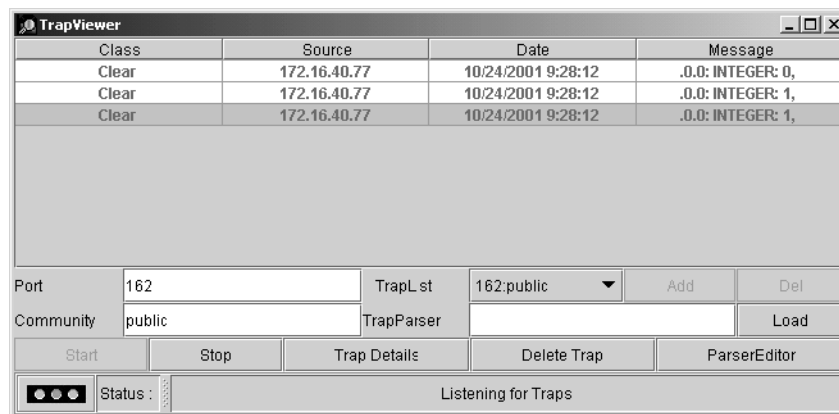 TrapViewer
Class Source Date Message
Clear 172.16.40.77 10/24/2001 9:28:12 .0.0: INTEGER: 0,
Clear 172.16.40.77 10/24/2001 9:28:12 .0.0: INTEGER: 1,
Clear 172.16.40.77 10/24/2001 9:28:12 .0.0: INTEGER: 1,
Port 162 TrapL st 162:public Add Del
Community public TrapParser Load
Start Stop Trap Details Delete Trap ParserEditor
Status : Listening for Traps